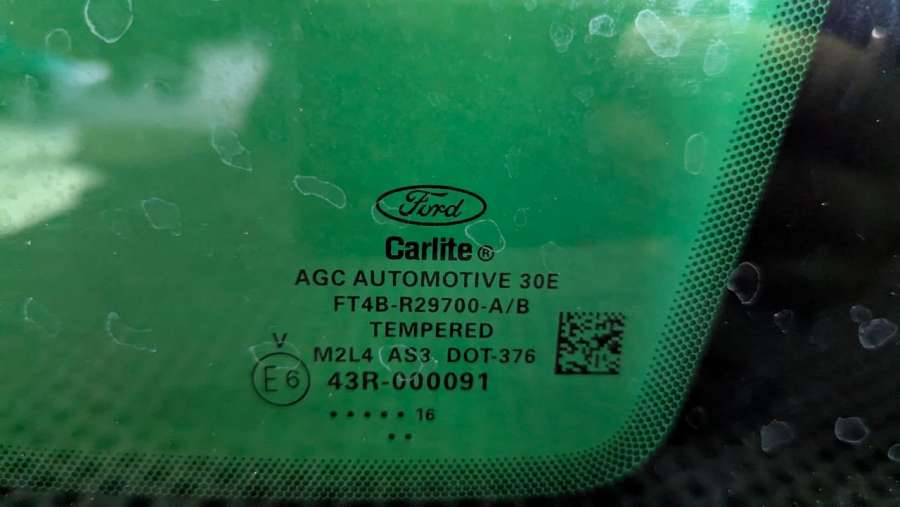 Ford
Carlite®
AGC AUTOMOTIVE 30E
FT4B-R29700-A/B
TEMPERED
V
M2L4 AS3 DOT-376
E6 43R-000091
• • • • • 16
• •